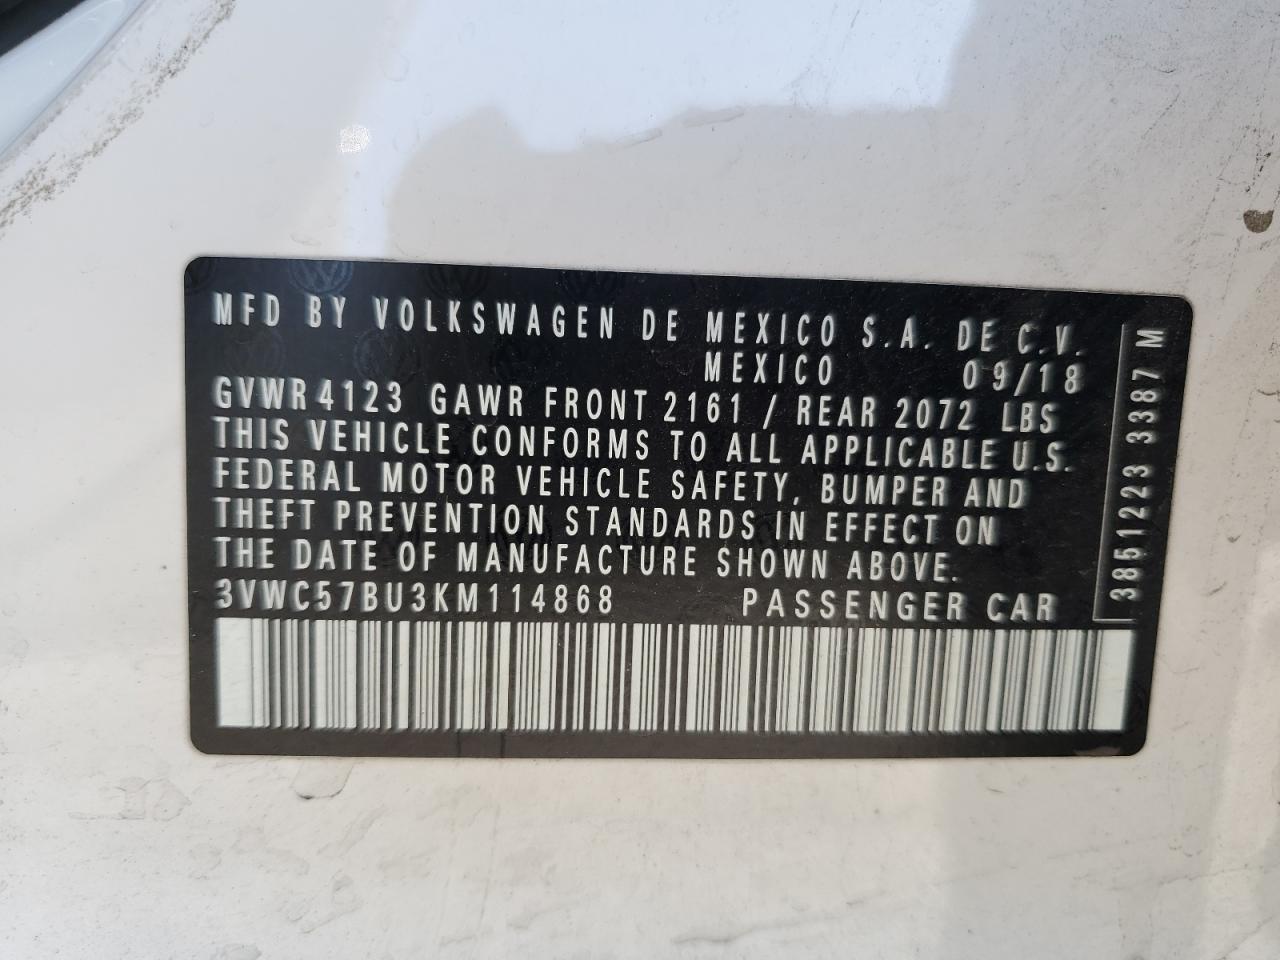 MFD BY VOLKSWAGEN DE MEXICO S.A. DE C.V.
MEXICO 09/18
GVWR 4123 GAWR FRONT 2161 / REAR 2072 LBS
THIS VEHICLE CONFORMS TO ALL APPLICABLE U.S.
FEDERAL MOTOR VEHICLE SAFETY, BUMPER AND
THEFT PREVENTION STANDARDS IN EFFECT ON
THE DATE OF MANUFACTURE SHOWN ABOVE.
3VWC57BU3KM114868 PASSENGER CAR
3851223 3387 M